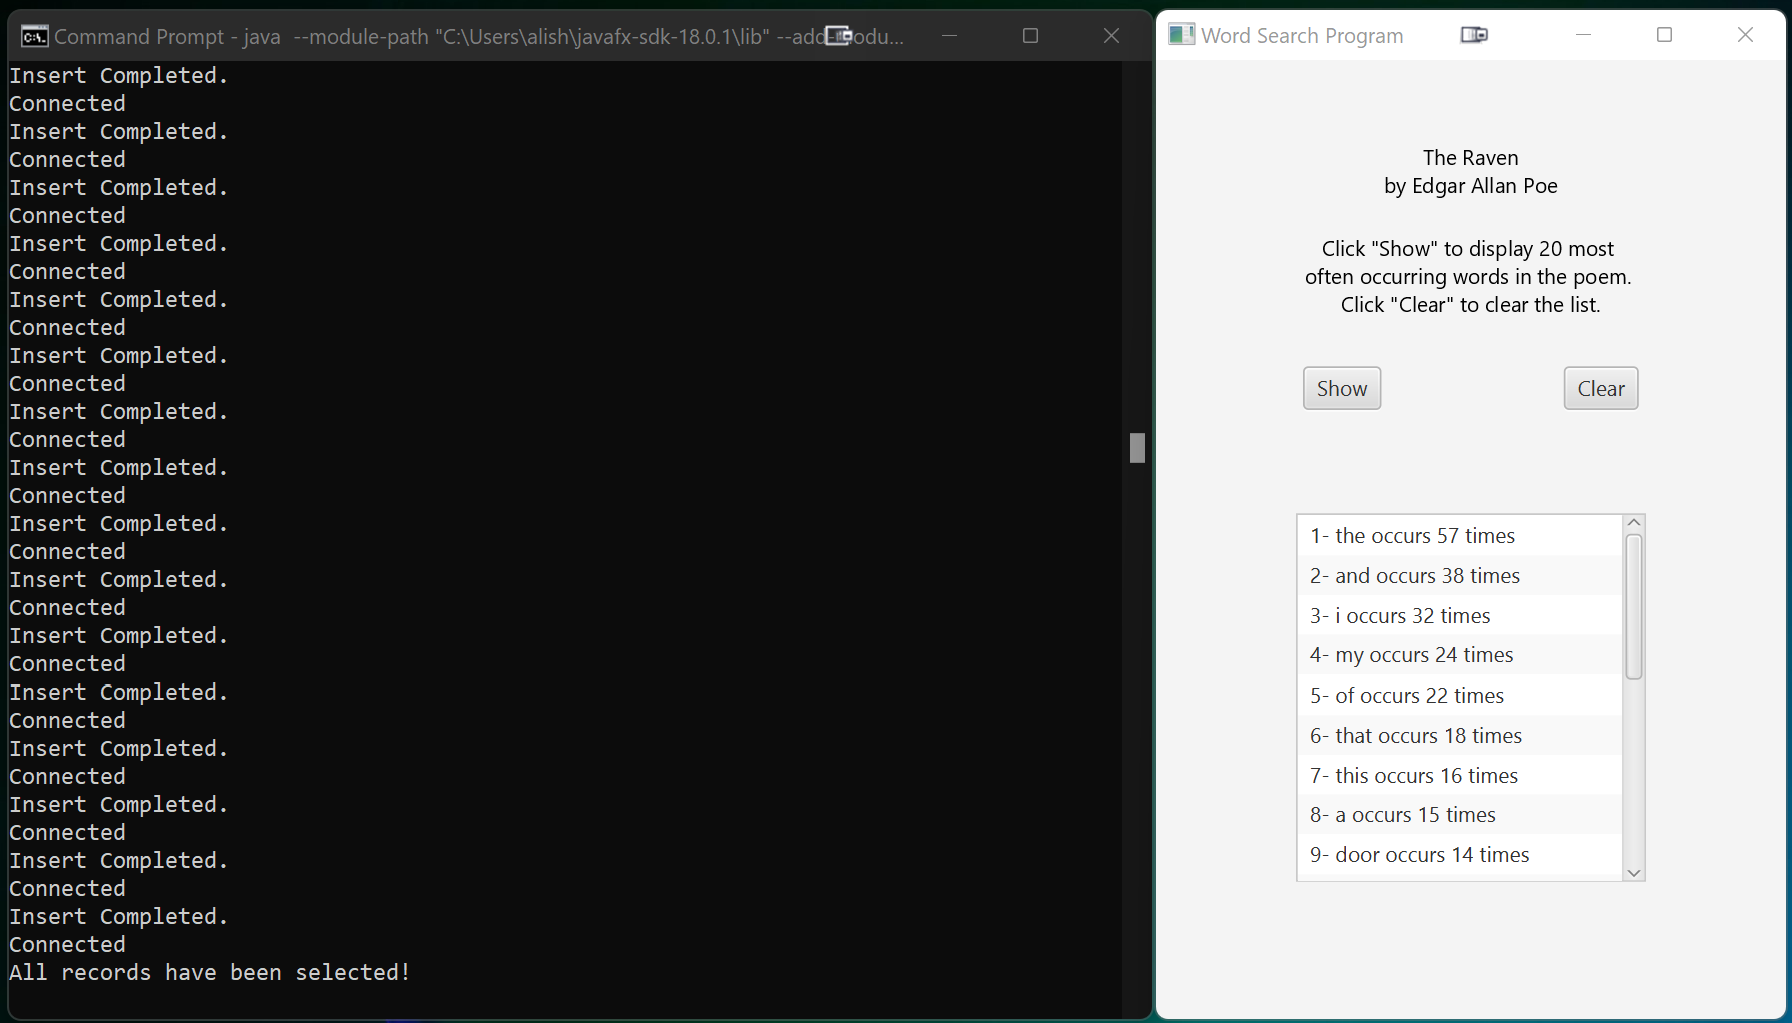 Command Prompt - java  --module-path "C:\Users\alish\javafx-sdk-18.0.1\lib" --add-modu...
Insert Completed.
Connected
Insert Completed.
Connected
Insert Completed.
Connected
Insert Completed.
Connected
Insert Completed.
Connected
Insert Completed.
Connected
Insert Completed.
Connected
Insert Completed.
Connected
Insert Completed.
Connected
Insert Completed.
Connected
Insert Completed.
Connected
Insert Completed.
Connected
Insert Completed.
Connected
Insert Completed.
Connected
Insert Completed.
Connected
Insert Completed.
Connected
All records have been selected!
Word Search Program
The Raven
by Edgar Allan Poe
Click "Show" to display 20 most
often occurring words in the poem.
Click "Clear" to clear the list.
Show
Clear
1- the occurs 57 times
2- and occurs 38 times
3- i occurs 32 times
4- my occurs 24 times
5- of occurs 22 times
6- that occurs 18 times
7- this occurs 16 times
8- a occurs 15 times
9- door occurs 14 times